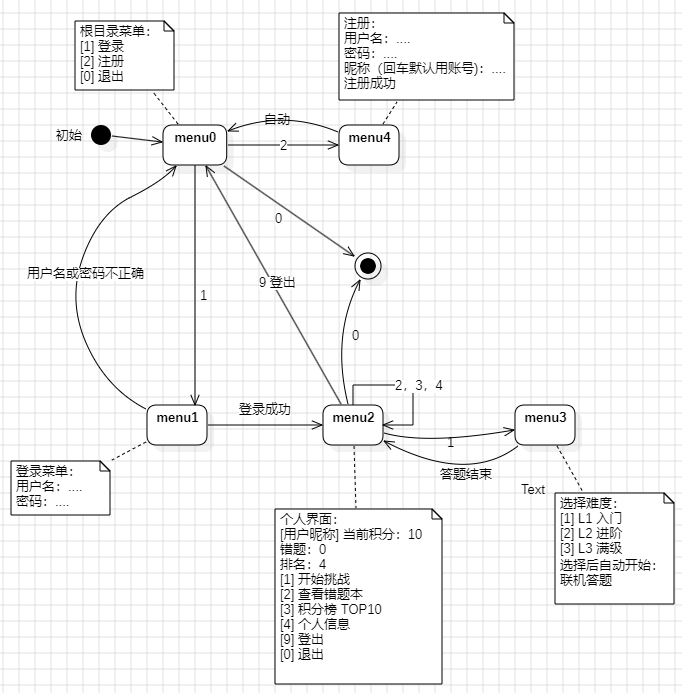 根目录菜单：
[1] 登录
[2] 注册
[0] 退出
注册：
用户名：....
密码：....
昵称（回车默认用账号）：....
注册成功
初始
menu0
自动
2
menu4
0
用户名或密码不正确
9 登出
1
0
menu1
登录成功
menu2
2，3，4
menu3
1
答题结束
登录菜单：
用户名：....
密码：....
Text
选择难度：
[1] L1 入门
[2] L2 进阶
[3] L3 满级
选择后自动开始：
联机答题
个人界面：
[用户昵称] 当前积分：10
错题：0
排名：4
[1] 开始挑战
[2] 查看错题本
[3] 积分榜 TOP10
[4] 个人信息
[9] 登出
[0] 退出